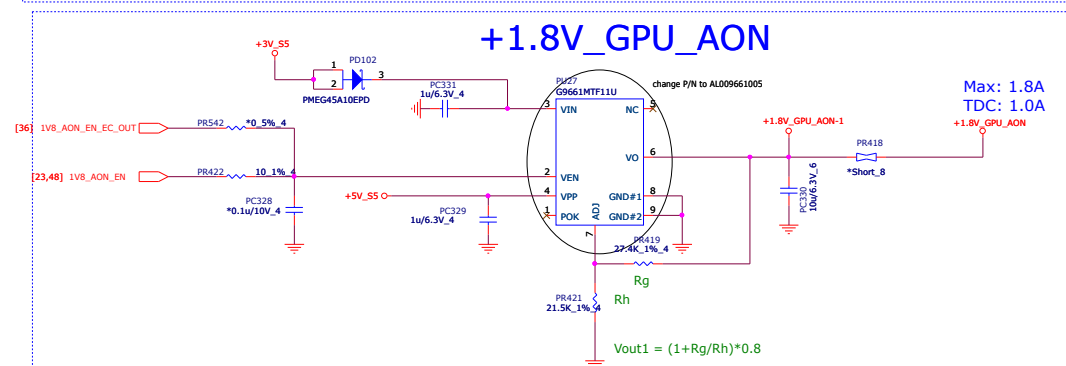 +1.8V_GPU_AON
+3V_S5
1
2
PD102
3
PMEG45A10EPD
PC331
1u/6.3V_4
PU27
G9661MTF11U
change P/N to AL009661005
Max: 1.8A
TDC: 1.0A
3
VIN
NC
5
[36] 1V8_AON_EN_EC_OUT
PR542
*0_5%_4
+1.8V_GPU_AON-1
+1.8V_GPU_AON
VO
6
PR418
*Short_8
[23,48] 1V8_AON_EN
PR422
10_1%_4
2
VEN
PC328
*0.1u/10V_4
+5V_S5
4
VPP
GND#1
8
PC330
10u/6.3V_6
PC329
1u/6.3V_4
1
POK
ADJ
GND#2
9
7
PR419
27.4K_1%_4
Rg
PR421
21.5K_1%_4
Rh
Vout1 = (1+Rg/Rh)*0.8